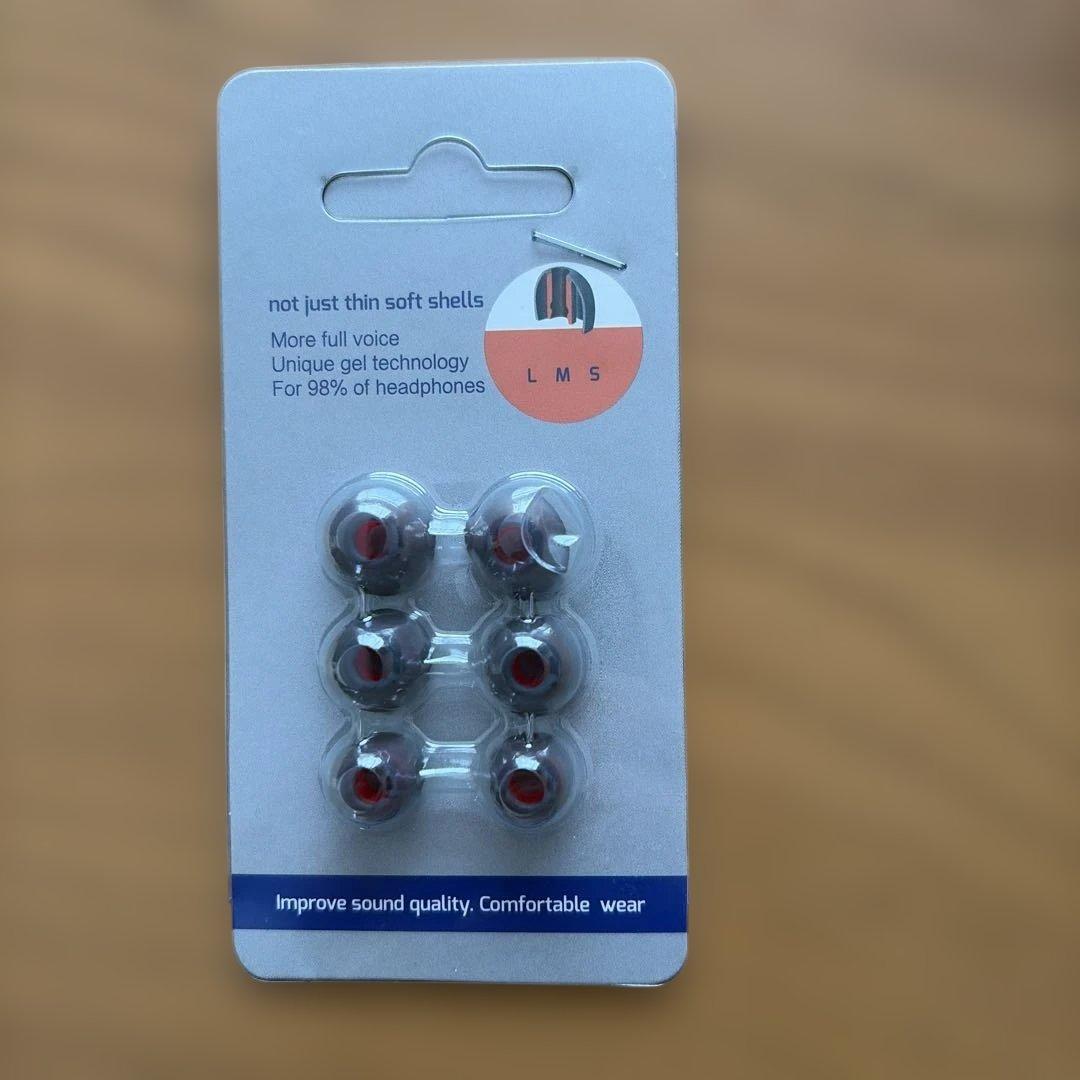 not just thin soft shells
More full voice
Unique gel technology
For 98% of headphones
L M S
Improve sound quality. Comfortable wear